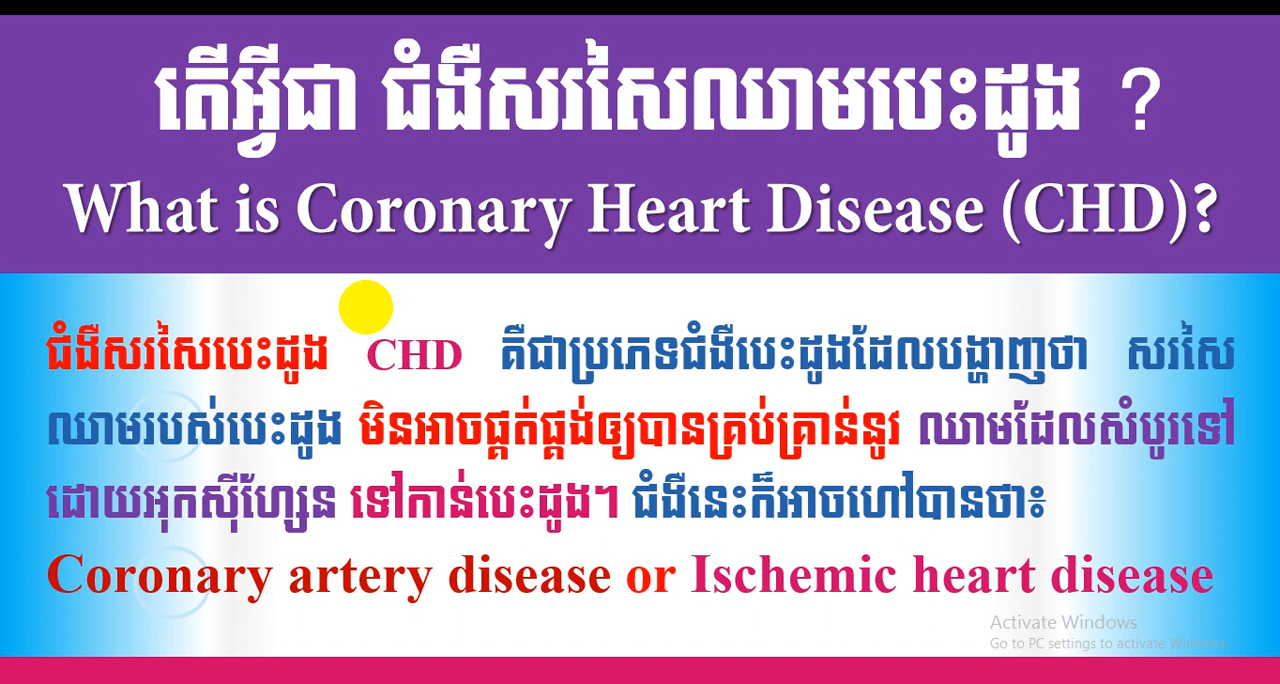 តើអ្វីជា ជំងឺសរសៃឈាមបេះដូង ?
What is Coronary Heart Disease (CHD)?
ជំងឺសរសៃបេះដូង CHD គឺជាប្រភេទជំងឺបេះដូងដែលបង្ហាញថា សរសៃ
ឈាមរបស់បេះដូង មិនអាចផ្គត់ផ្គង់ឲ្យបានគ្រប់គ្រាន់នូវ ឈាមដែលសំបូរទៅ
ដោយអុកស៊ីហ្សែន ទៅកាន់បេះដូង។ ជំងឺនេះក៏អាចហៅបានថា៖
Coronary artery disease or Ischemic heart disease
Activate Windows
Go to PC settings to activate Windows.